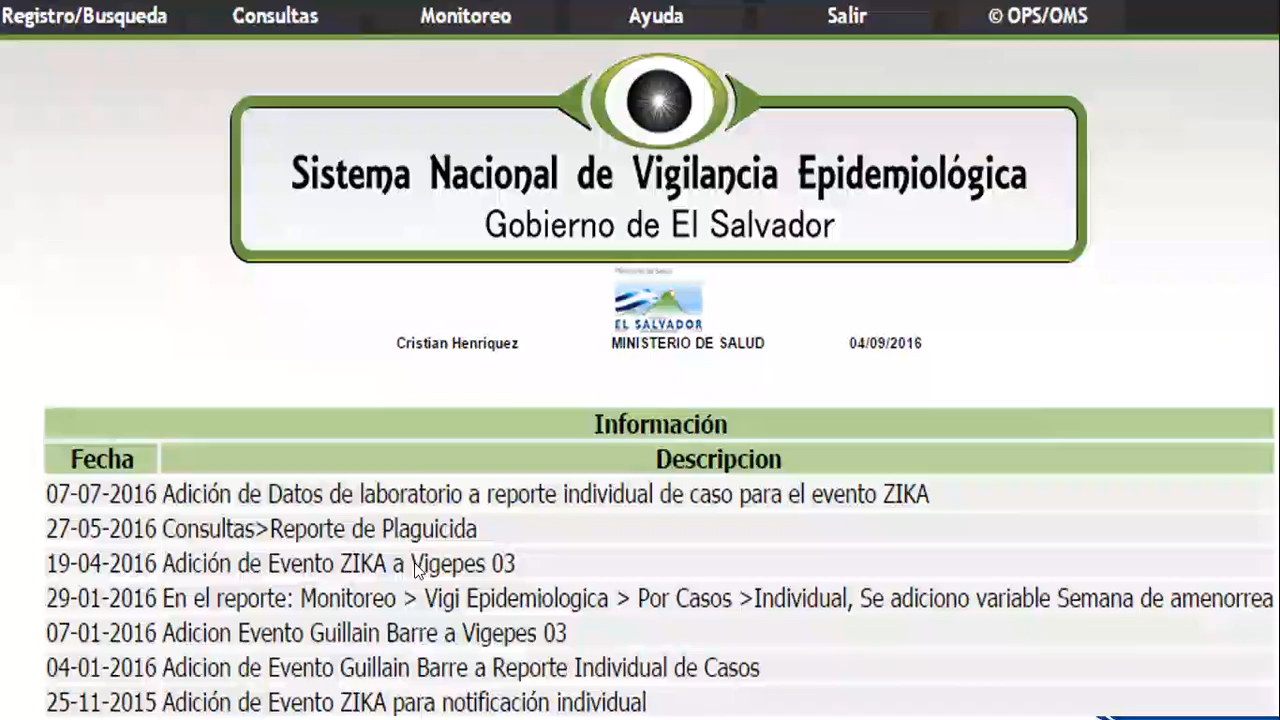 Registro/Busqueda Consultas Monitoreo Ayuda Salir © OPS/OMS
Sistema Nacional de Vigilancia Epidemiológica
Gobierno de El Salvador
EL SALVADOR
Cristian Henriquez MINISTERIO DE SALUD 04/09/2016
Información
Fecha Descripcion
07-07-2016 Adición de Datos de laboratorio a reporte individual de caso para el evento ZIKA
27-05-2016 Consultas>Reporte de Plaguicida
19-04-2016 Adición de Evento ZIKA a Vigepes 03
29-01-2016 En el reporte: Monitoreo > Vigi Epidemiologica > Por Casos >Individual, Se adiciono variable Semana de amenorrea
07-01-2016 Adicion Evento Guillain Barre a Vigepes 03
04-01-2016 Adicion de Evento Guillain Barre a Reporte Individual de Casos
25-11-2015 Adición de Evento ZIKA para notificación individual